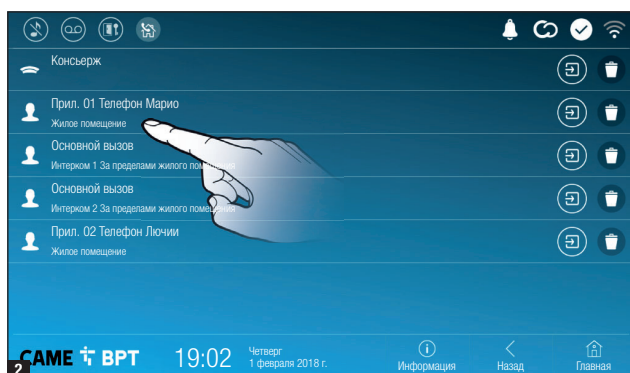 Консьерж
Прил. 01 Телефон Марио
Жилое помещение
Основной вызов
Интерком 1 За пределами жилого помещения
Основной вызов
Интерком 2 За пределами жилого помещения
Прил. 02 Телефон Лючии
Жилое помещение
CAME BPT
19:02
Четверг
1 февраля 2018 г.
Информация
Назад
Главная
2